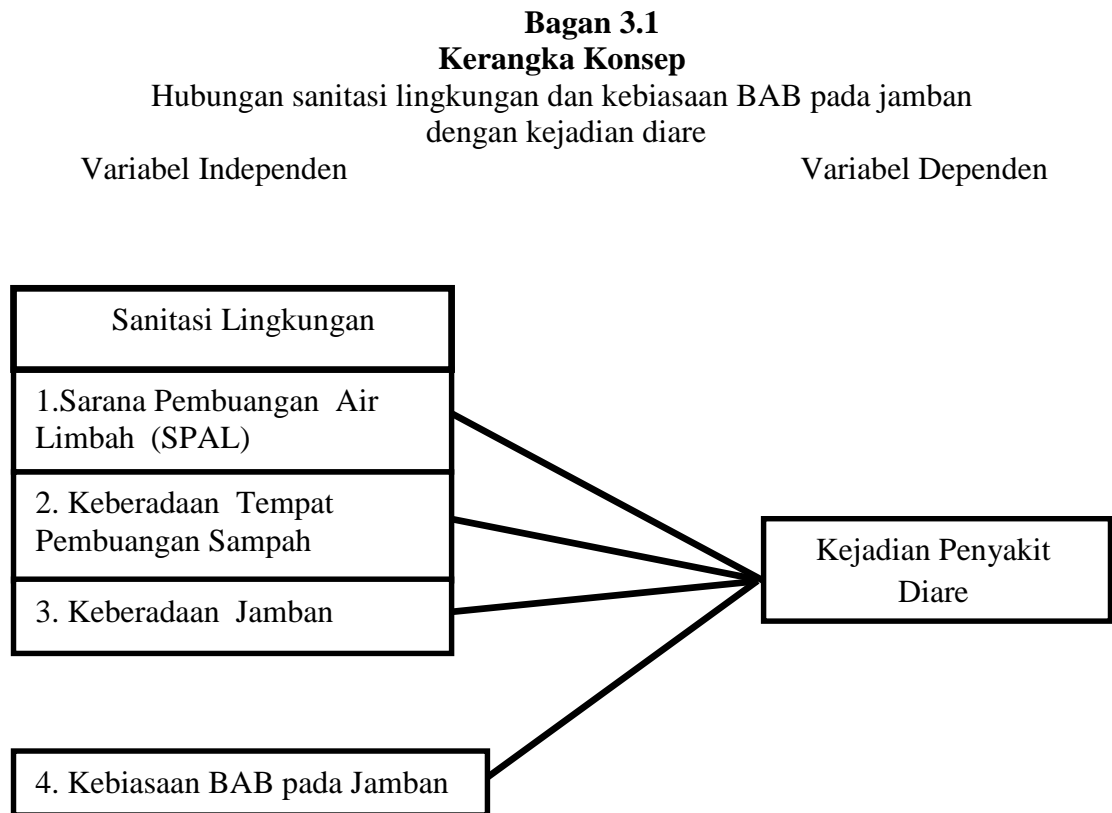 Bagan 3.1
Kerangka Konsep
Hubungan sanitasi lingkungan dan kebiasaan BAB pada jamban
dengan kejadian diare
Variabel Independen
Variabel Dependen
Sanitasi Lingkungan
1.Sarana Pembuangan Air
Limbah (SPAL)
2. Keberadaan Tempat
Pembuangan Sampah
3. Keberadaan Jamban
4. Kebiasaan BAB pada Jamban
Kejadian Penyakit
Diare